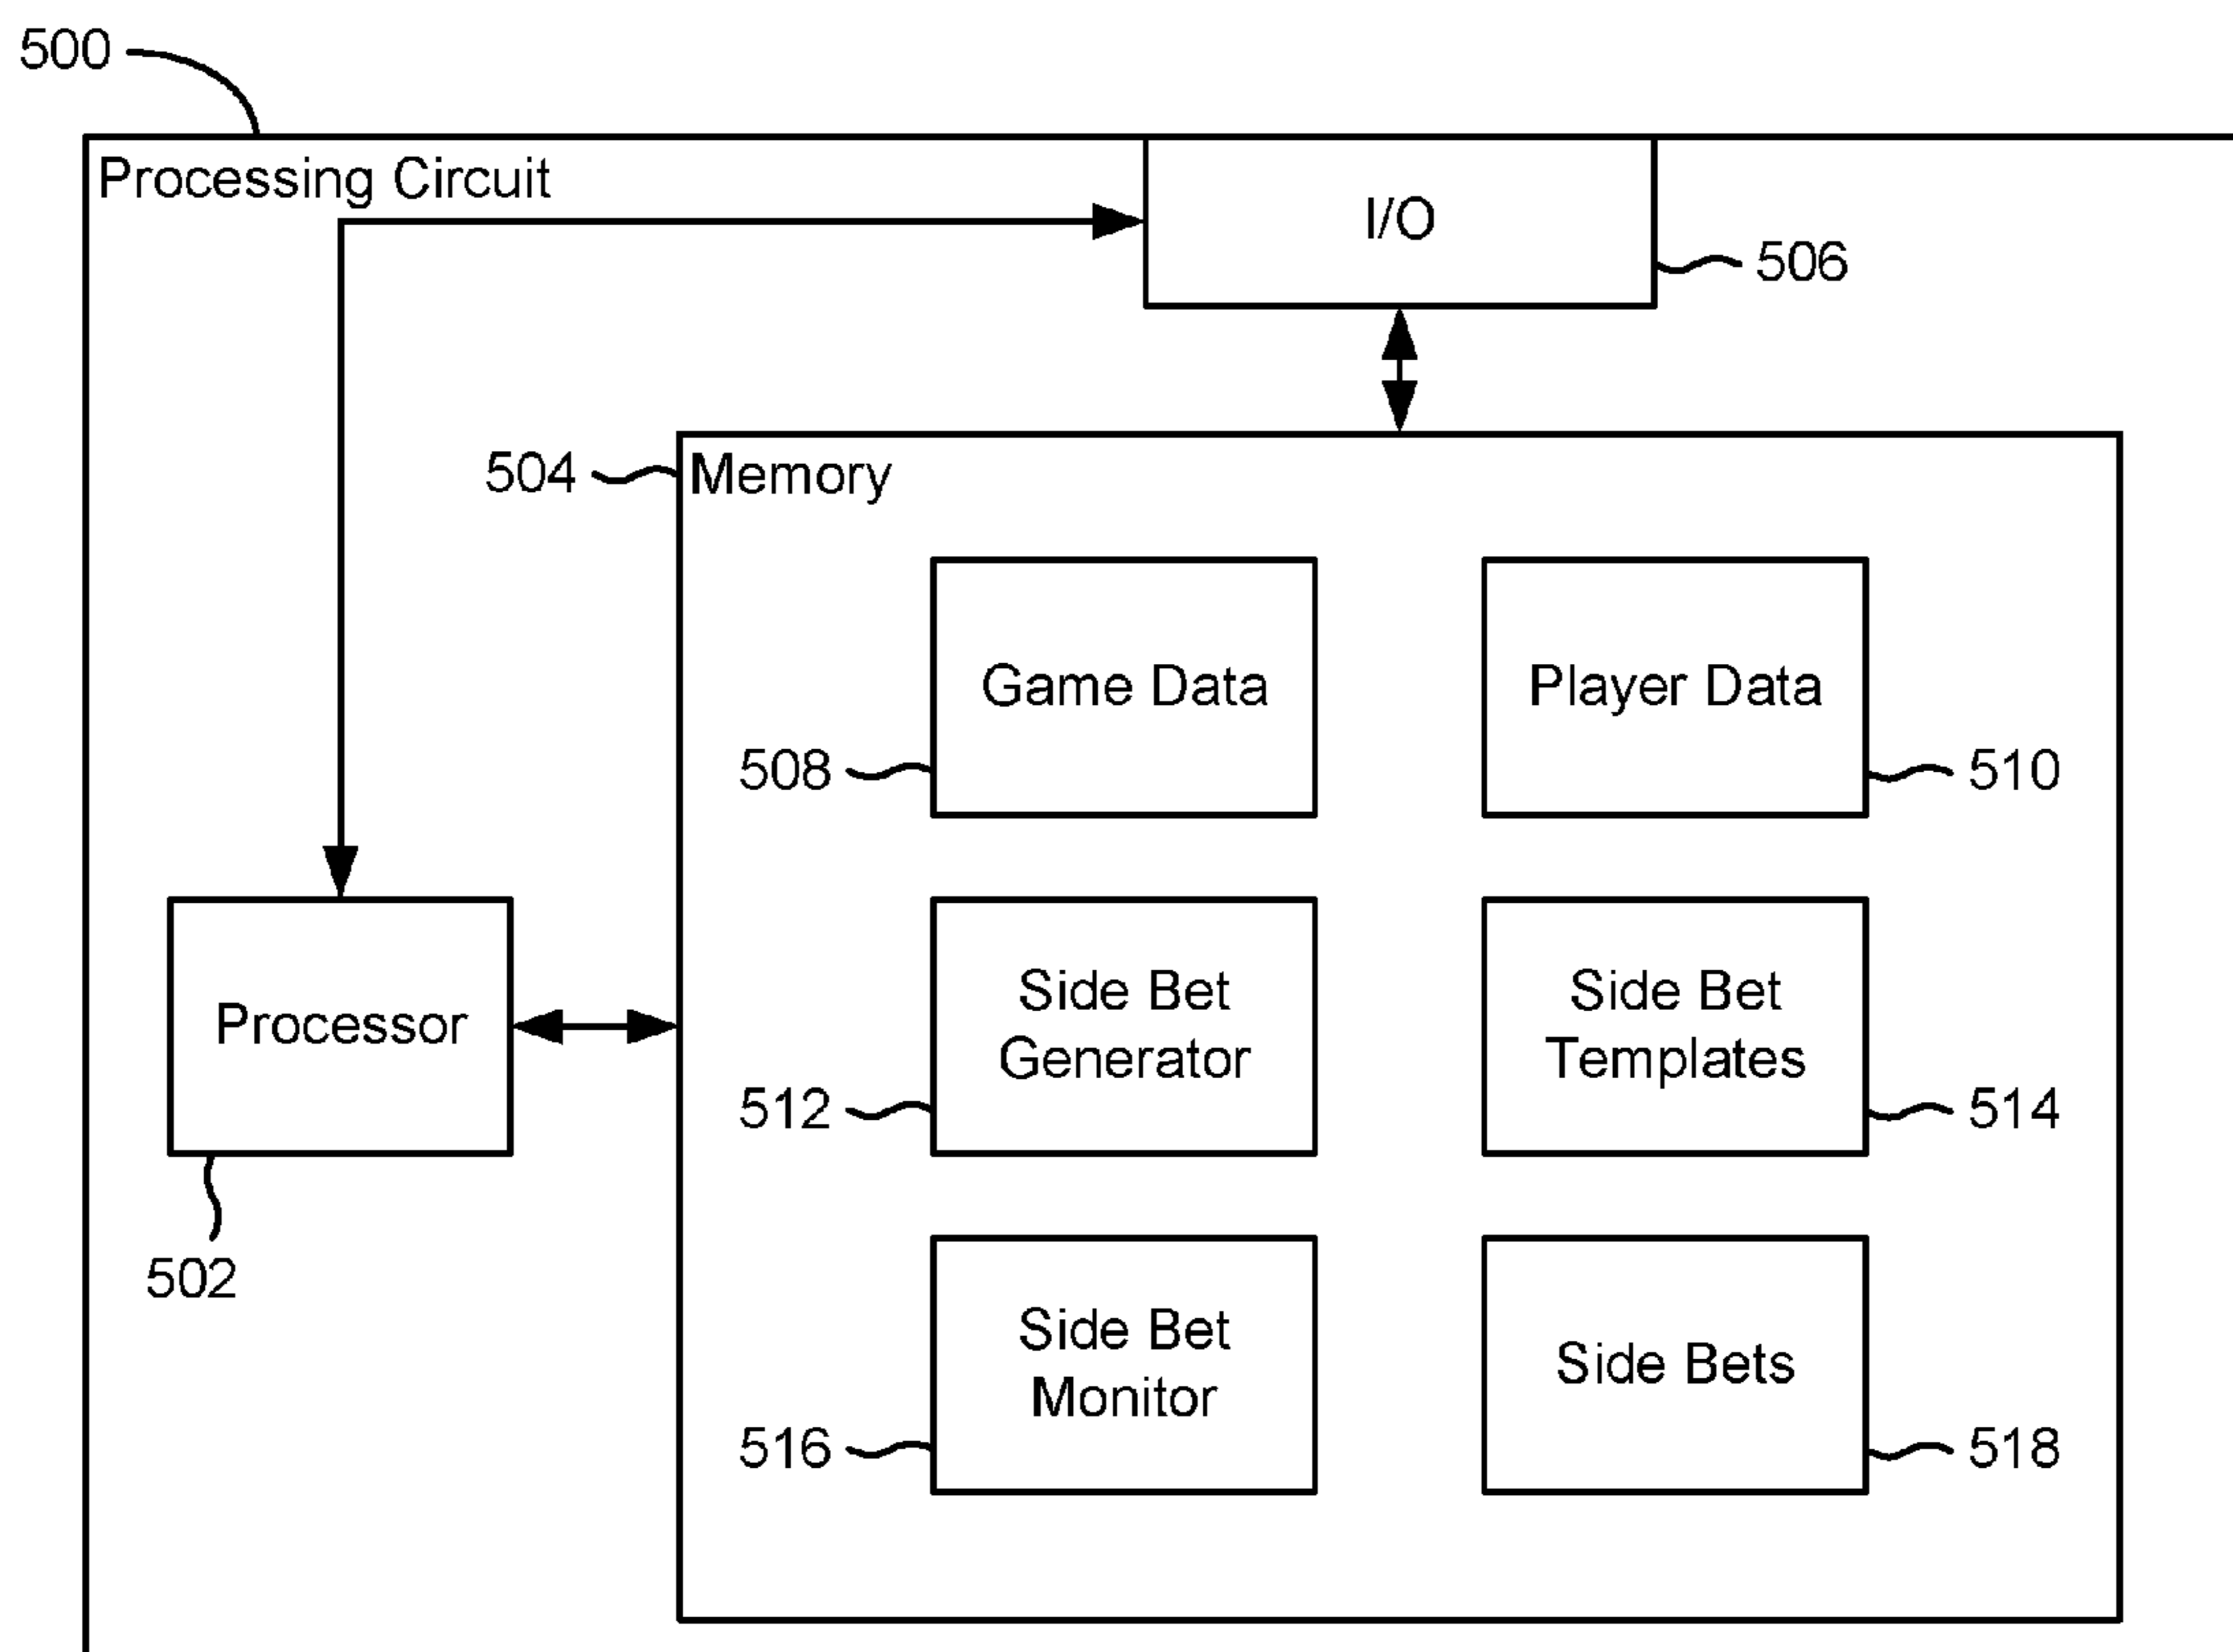 500
Processing Circuit
I/O
506
504
Memory
Game Data
Player Data
508
510
Processor
502
Side Bet
Generator
512
Side Bet
Templates
514
Side Bet
Monitor
516
Side Bets
518